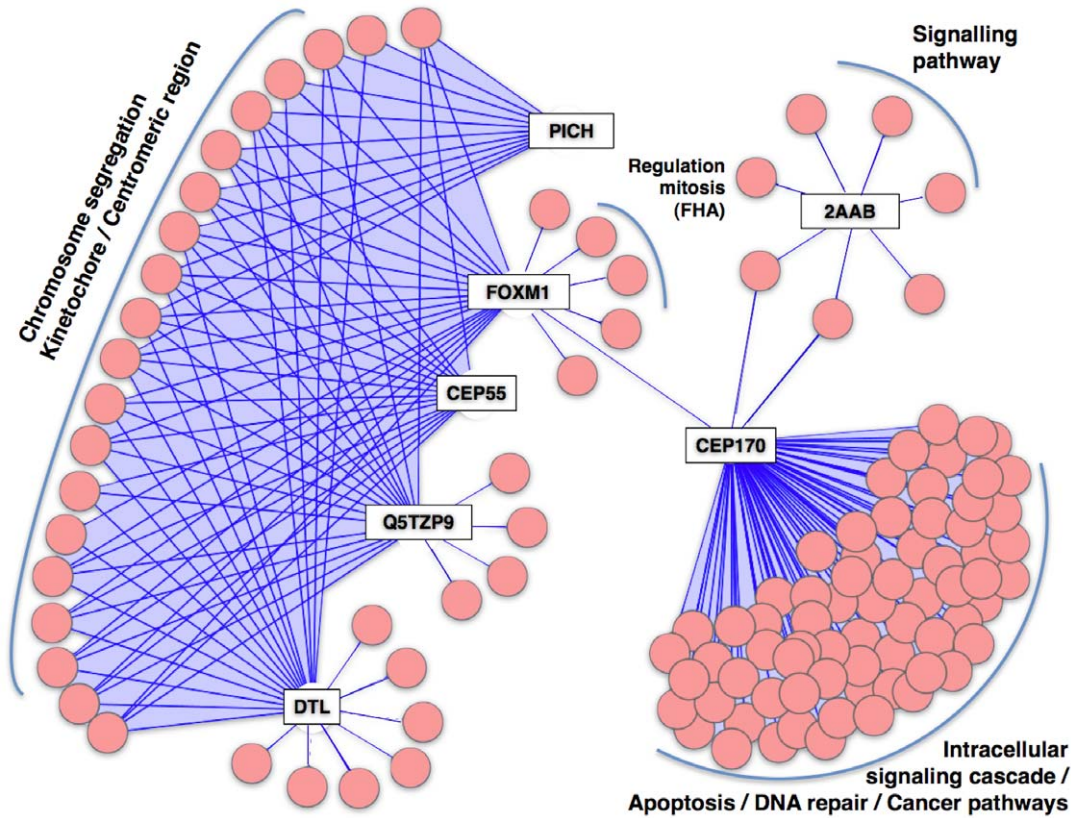 Chromosome segregation
Kinetochore / Centromeric region
Signalling
pathway
PICH
Regulation
mitosis
(FHA)
2AAB
FOXM1
CEP55
CEP170
Q5TZP9
DTL
Intracellular
signaling cascade /
Apoptosis / DNA repair / Cancer pathways